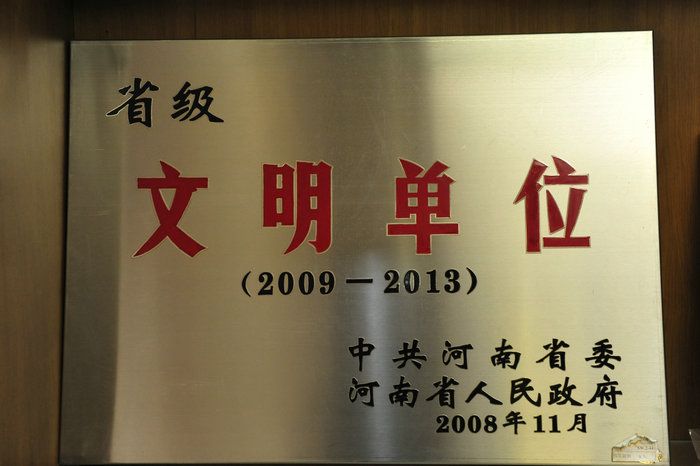 省级
文明单位
(2009－2013)
中共河南省委
河南省人民政府
2008年11月